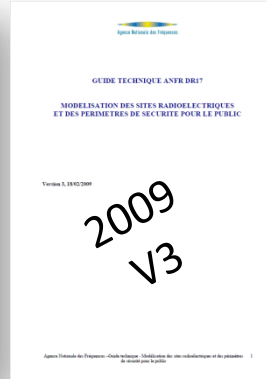 Agence Nationale des Fréquences
GUIDE TECHNIQUE ANFR DR17
MODELISATION DES SITES RADIOELECTRIQUES
ET DES PERIMETRES DE SECURITE POUR LE PUBLIC
Version 3, 18/02/2009
2009
V3
Agence Nationale des Fréquences –Guide technique - Modélisation des sites radioélectriques et des périmètres
de sécurité pour le public
1